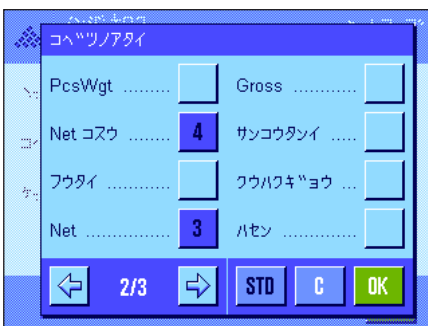 コヘ"ツノアタイ
PcsWgt ......... Gross ............
Net コスウ ........ 4 サンコウタンイ .....
フウタイ ............ クウハクキ"ョウ ...
Net ................ 3 ハセン ..............
2/3 STD C OK